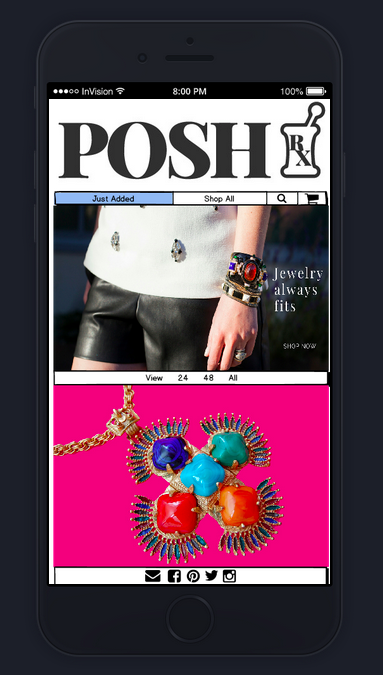 InVision 8:00 PM 100%
POSH RX
Just Added Shop All
Jewelry
always
fits
SHOP NOW
View 24 48 All